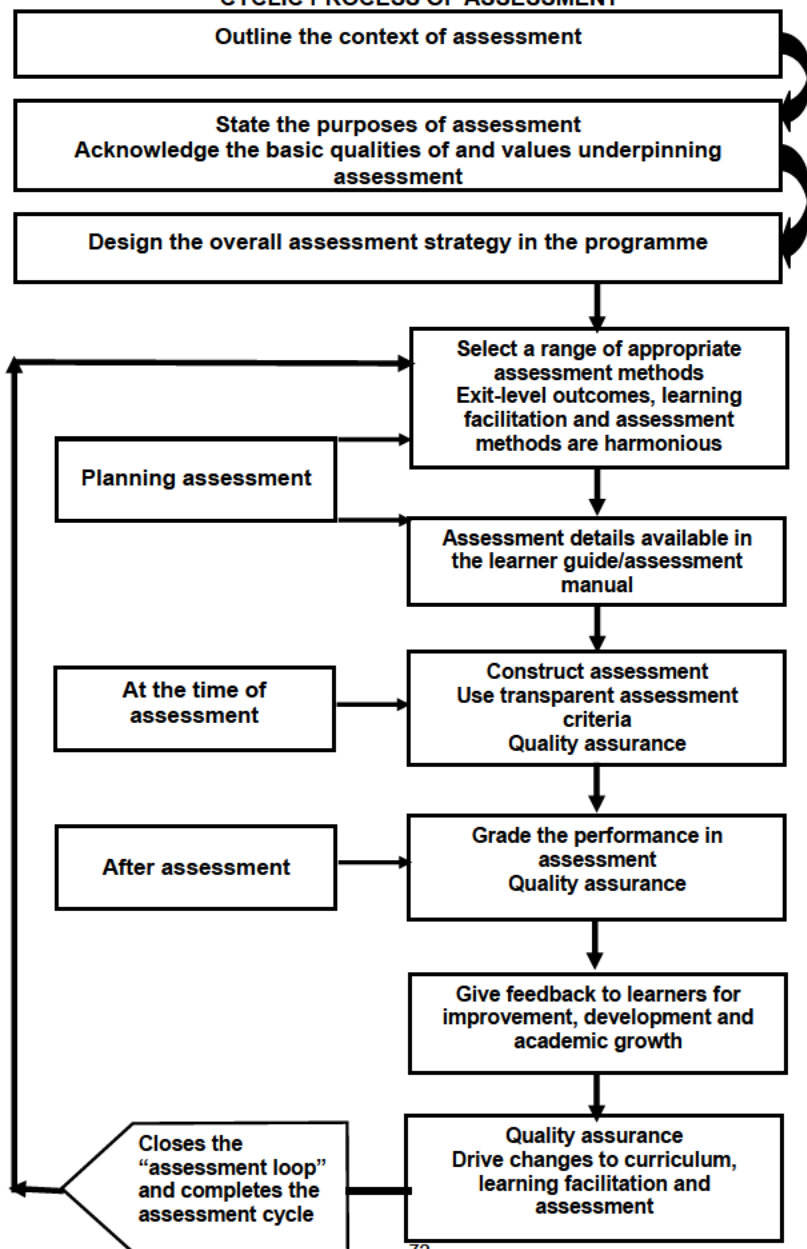 CYCLIC PROCESS OF ASSESSMENT
Outline the context of assessment
State the purposes of assessment
Acknowledge the basic qualities of and values underpinning
assessment
Design the overall assessment strategy in the programme
Select a range of appropriate
assessment methods
Exit-level outcomes, learning
facilitation and assessment
methods are harmonious
Planning assessment
Assessment details available in
the learner guide/assessment
manual
At the time of
assessment
Construct assessment
Use transparent assessment
criteria
Quality assurance
After assessment
Grade the performance in
assessment
Quality assurance
Give feedback to learners for
improvement, development and
academic growth
Quality assurance
Drive changes to curriculum,
learning facilitation and
assessment
Closes the
“assessment loop”
and completes the
assessment cycle